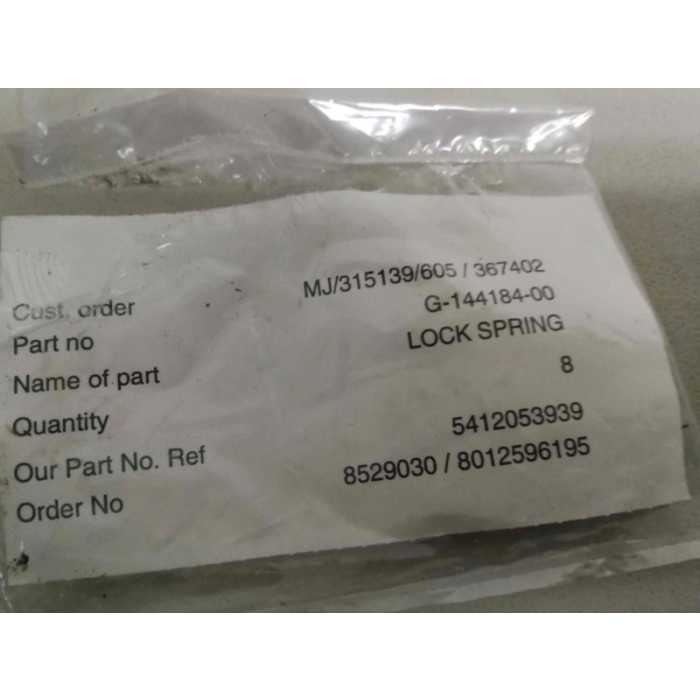 Cust. order MJ/315139/605 / 367402
Part no G-144184-00
Name of part LOCK SPRING
Quantity 8
Our Part No. Ref 5412053939
Order No 8529030 / 8012596195